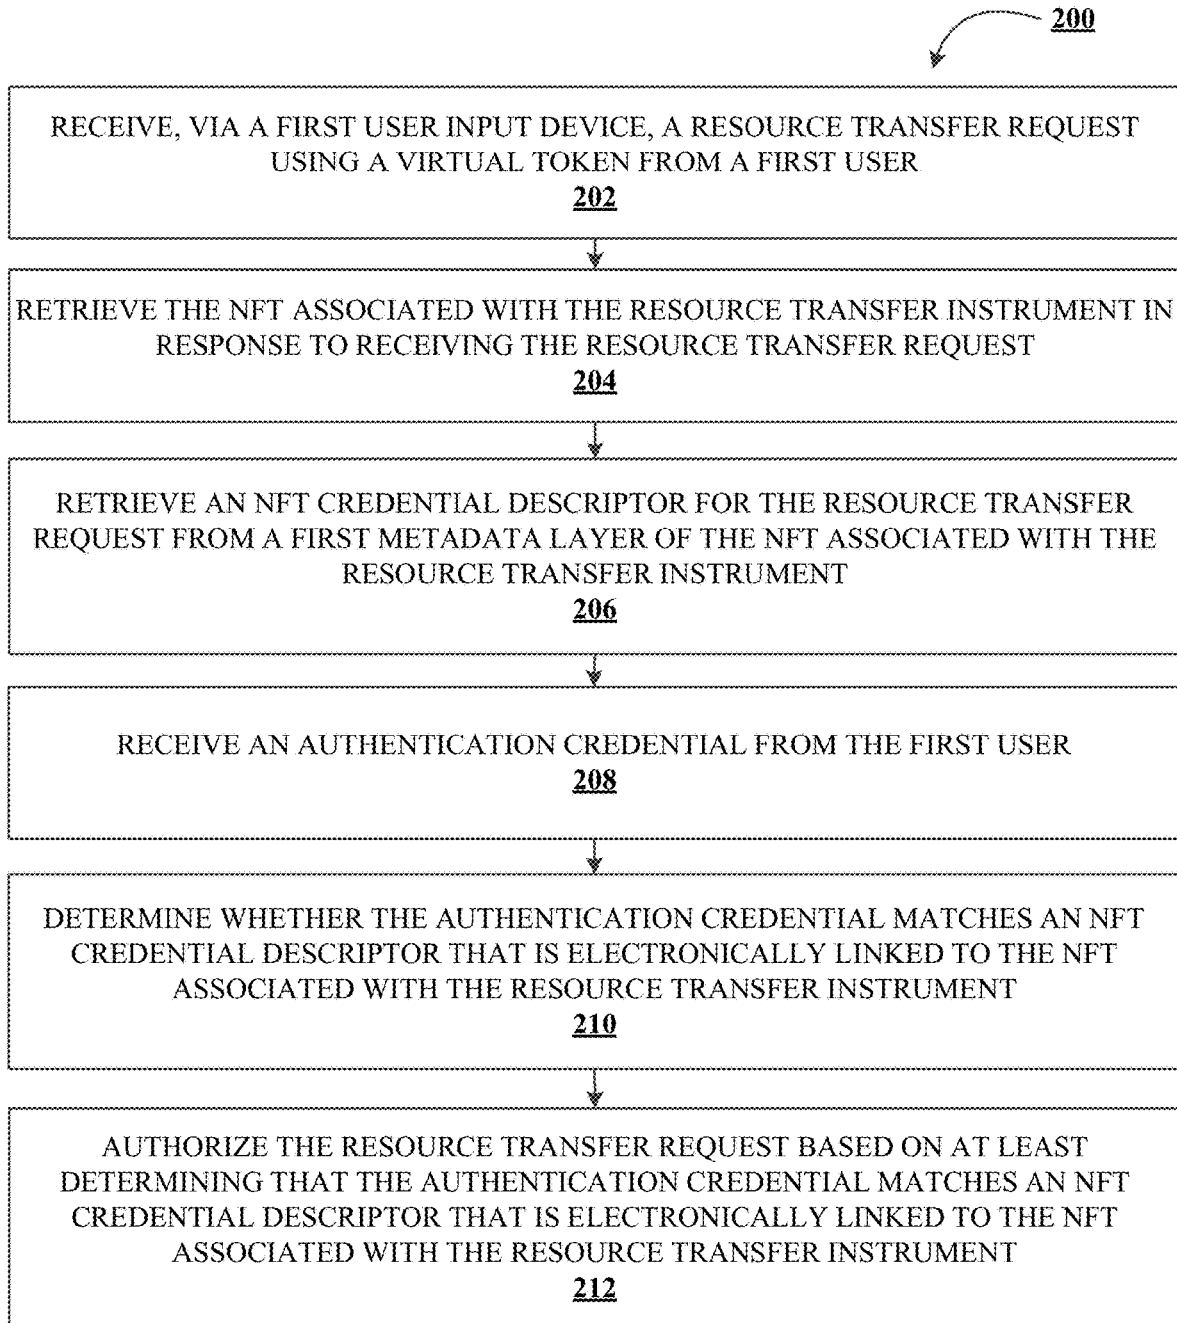 200
RECEIVE, VIA A FIRST USER INPUT DEVICE, A RESOURCE TRANSFER REQUEST
USING A VIRTUAL TOKEN FROM A FIRST USER
202
RETRIEVE THE NFT ASSOCIATED WITH THE RESOURCE TRANSFER INSTRUMENT IN
RESPONSE TO RECEIVING THE RESOURCE TRANSFER REQUEST
204
RETRIEVE AN NFT CREDENTIAL DESCRIPTOR FOR THE RESOURCE TRANSFER
REQUEST FROM A FIRST METADATA LAYER OF THE NFT ASSOCIATED WITH THE
RESOURCE TRANSFER INSTRUMENT
206
RECEIVE AN AUTHENTICATION CREDENTIAL FROM THE FIRST USER
208
DETERMINE WHETHER THE AUTHENTICATION CREDENTIAL MATCHES AN NFT
CREDENTIAL DESCRIPTOR THAT IS ELECTRONICALLY LINKED TO THE NFT
ASSOCIATED WITH THE RESOURCE TRANSFER INSTRUMENT
210
AUTHORIZE THE RESOURCE TRANSFER REQUEST BASED ON AT LEAST
DETERMINING THAT THE AUTHENTICATION CREDENTIAL MATCHES AN NFT
CREDENTIAL DESCRIPTOR THAT IS ELECTRONICALLY LINKED TO THE NFT
ASSOCIATED WITH THE RESOURCE TRANSFER INSTRUMENT
212